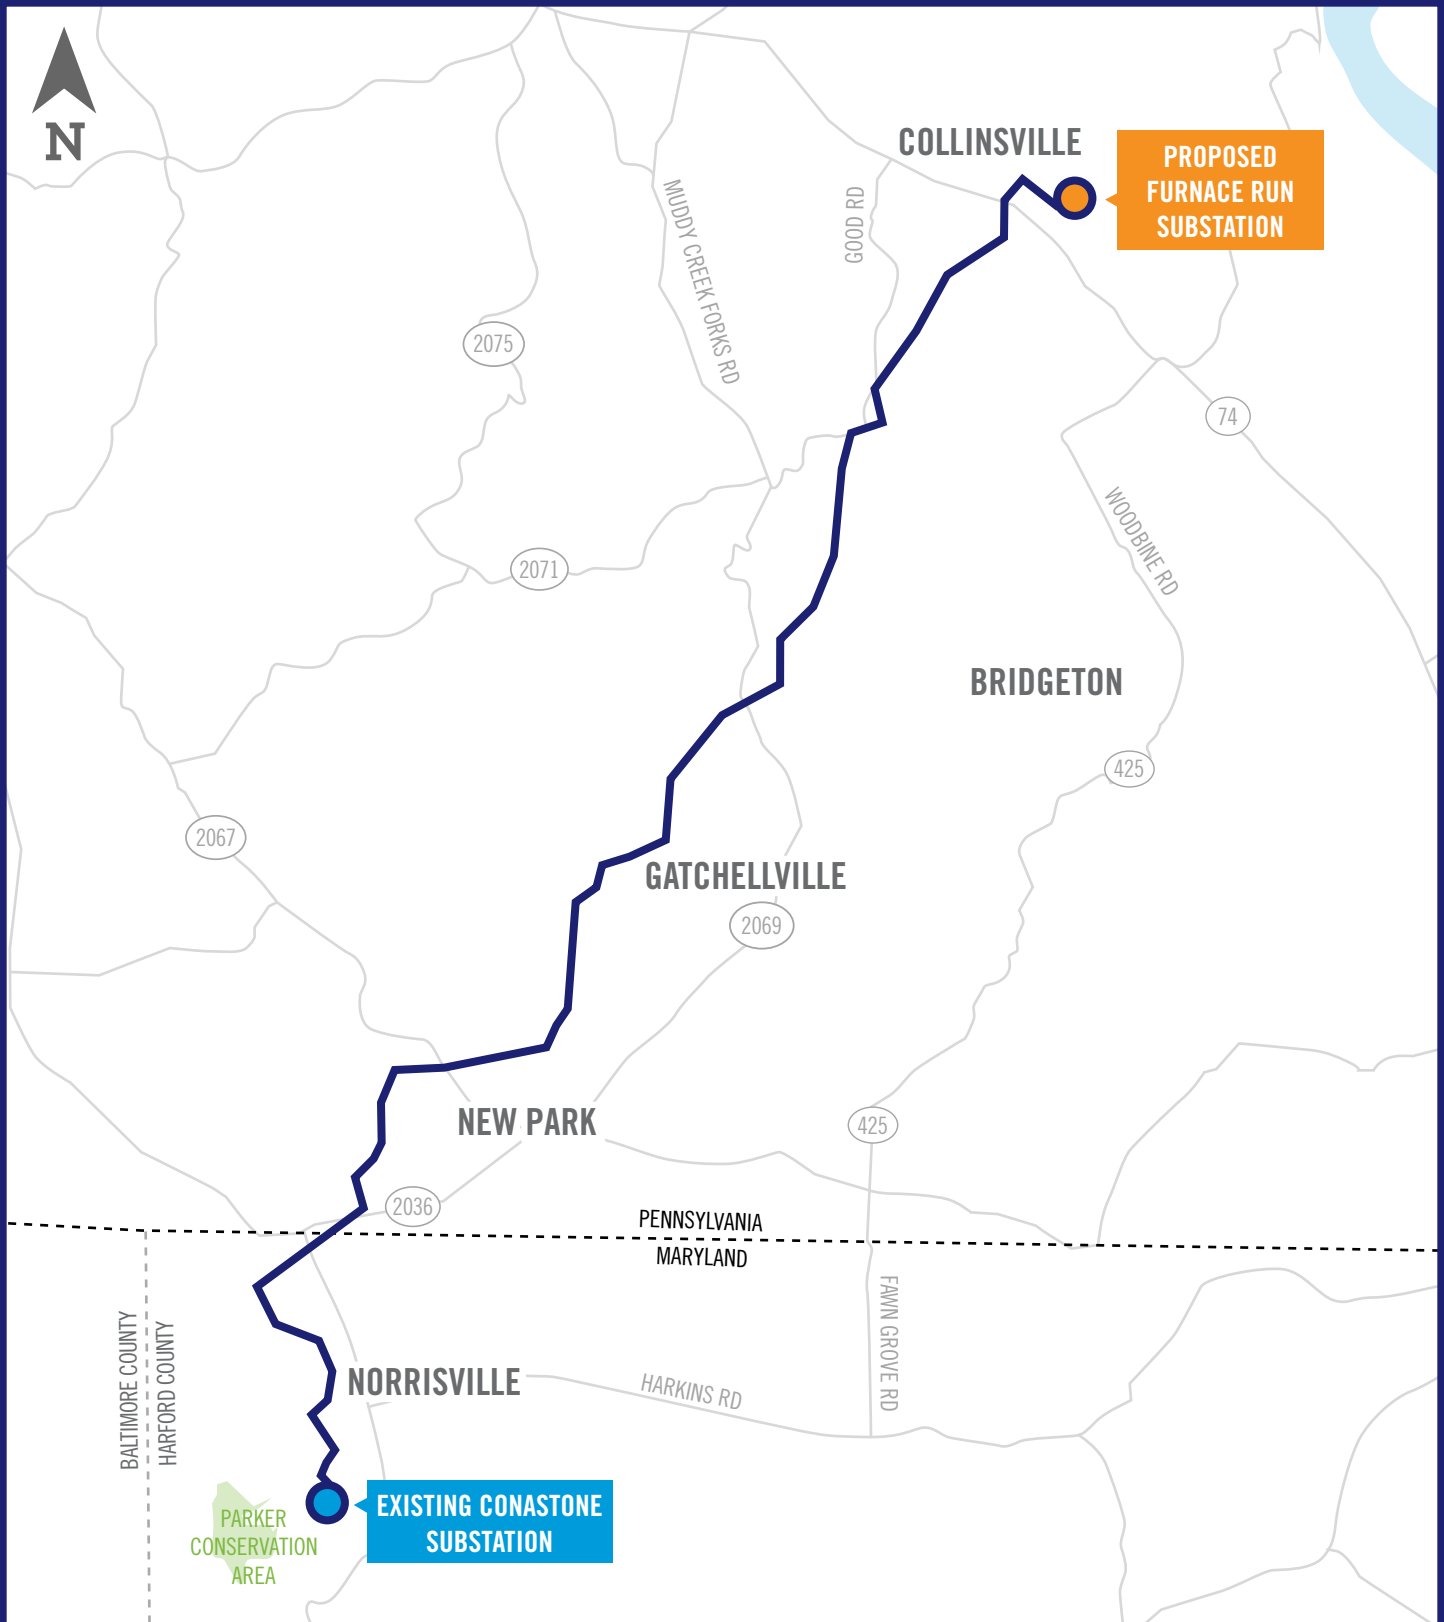 N
COLLINSVILLE
PROPOSED
FURNACE RUN
SUBSTATION
GOOD RD
MUDDY CREEK FORKS RD
2075
74
WOODBINE RD
2071
BRIDGETON
425
2067
GATCHELLVILLE
2069
NEW PARK
425
2036
PENNSYLVANIA
MARYLAND
FAWN GROVE RD
BALTIMORE COUNTY
HARFORD COUNTY
NORRISVILLE
HARKINS RD
EXISTING CONASTONE
SUBSTATION
PARKER
CONSERVATION
AREA